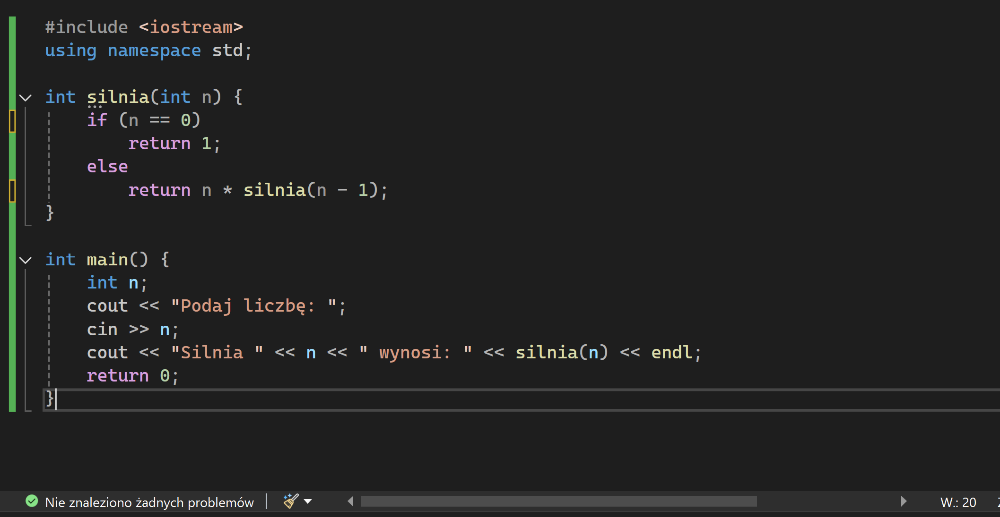 #include <iostream>
using namespace std;
int silnia(int n) {
if (n == 0)
return 1;
else
return n * silnia(n - 1);
}
int main() {
int n;
cout << "Podaj liczbę: ";
cin >> n;
cout << "Silnia " << n << " wynosi: " << silnia(n) << endl;
return 0;
}
Nie znaleziono żadnych problemów
W.: 20